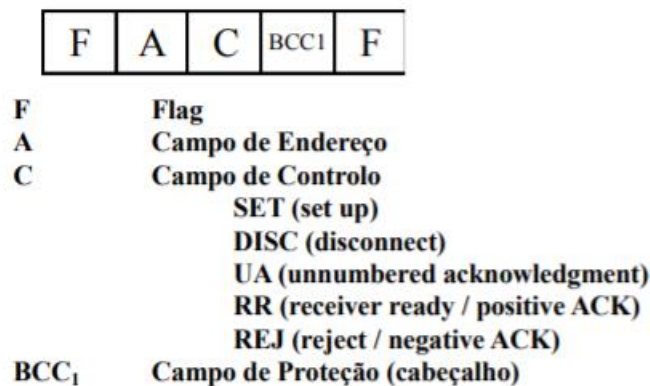 F A C BCC1 F
F Flag
A Campo de Endereço
C Campo de Controlo
SET (set up)
DISC (disconnect)
UA (unnumbered acknowledgment)
RR (receiver ready / positive ACK)
REJ (reject / negative ACK)
BCC₁ Campo de Proteção (cabeçalho)